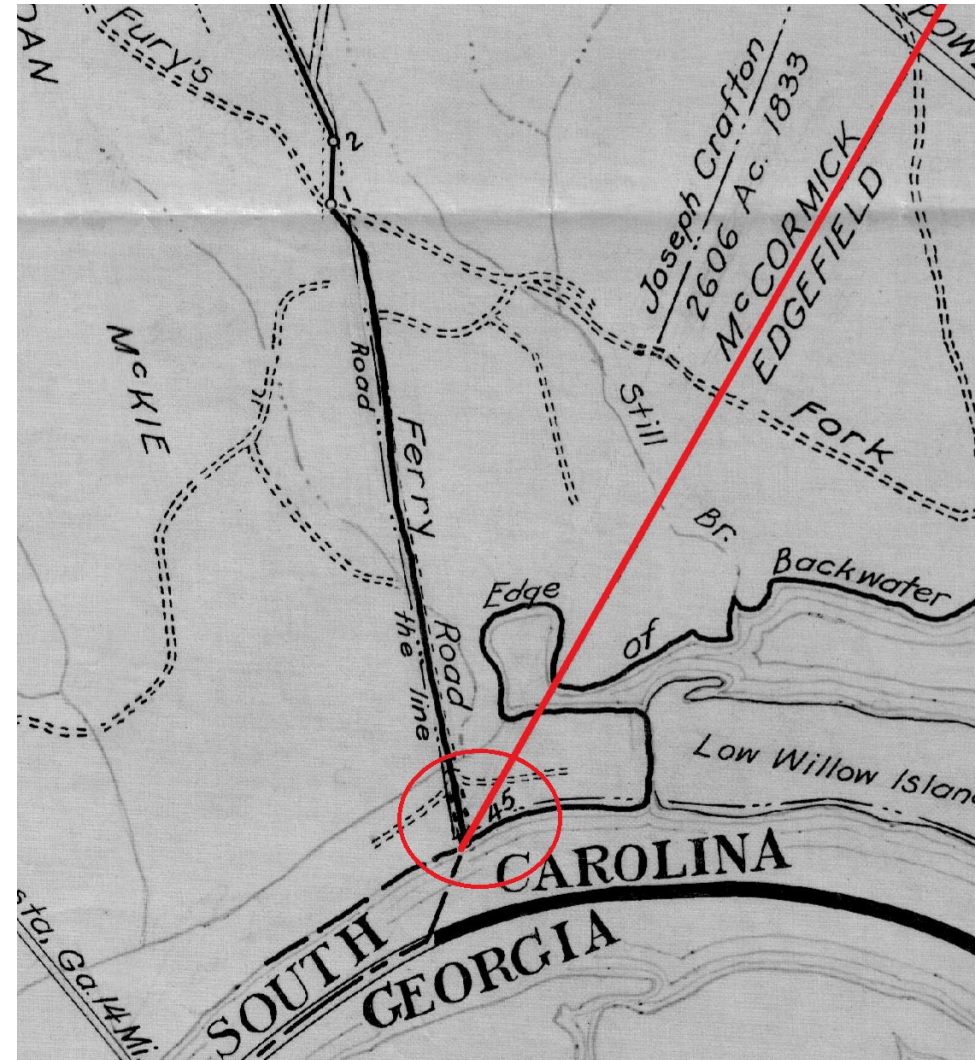 Fury's
2
Joseph Crafton
2606 Ac. 1833
McCORMICK
EDGEFIELD
McKIE
Road
Ferry
Still
Fork
Br.
Backwater
Edge
of
the line
Road
Low Willow
45
CAROLINA
SOUTH
GEORGIA
Ga. 14 Mi.